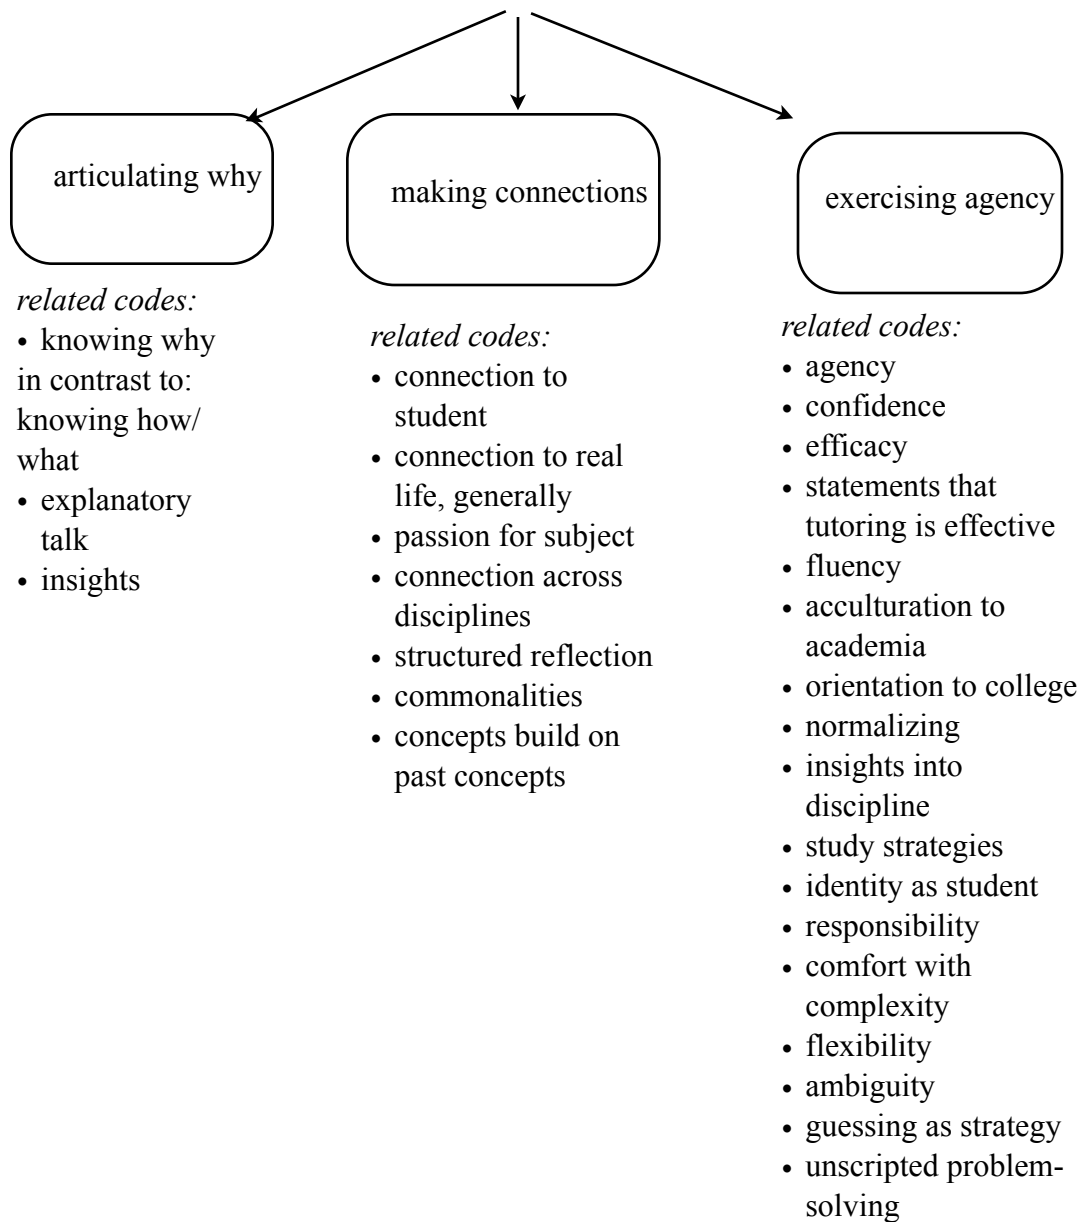 articulating why
related codes:
• knowing why
in contrast to:
knowing how/
what
• explanatory
talk
• insights
making connections
related codes:
• connection to
student
• connection to real
life, generally
• passion for subject
• connection across
disciplines
• structured reflection
• commonalities
• concepts build on
past concepts
exercising agency
related codes:
• agency
• confidence
• efficacy
• statements that
tutoring is effective
• fluency
• acculturation to
academia
• orientation to college
• normalizing
• insights into
discipline
• study strategies
• identity as student
• responsibility
• comfort with
complexity
• flexibility
• ambiguity
• guessing as strategy
• unscripted problem-
solving